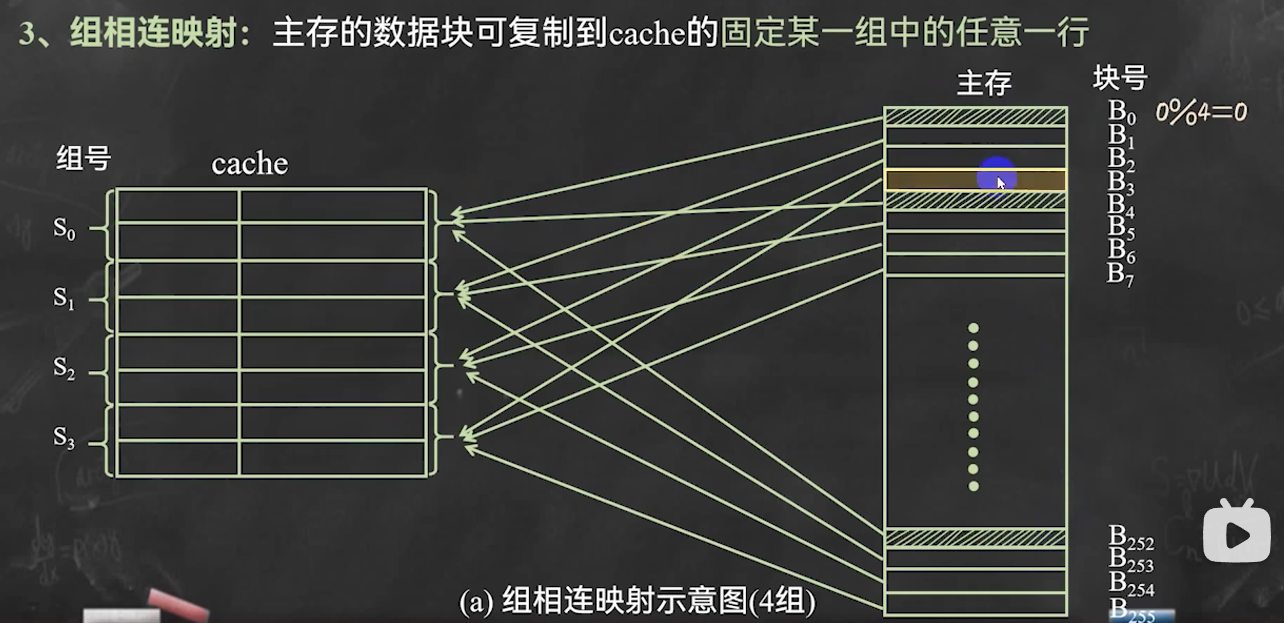 3、组相连映射：主存的数据块可复制到cache的固定某一组中的任意一行
主存
块号
组号
cache
B0 0%4=0
B1
B2
B3
B4
B5
B6
B7
S0
S1
S2
S3
B252
B253
B254
B255
(a) 组相连映射示意图(4组)